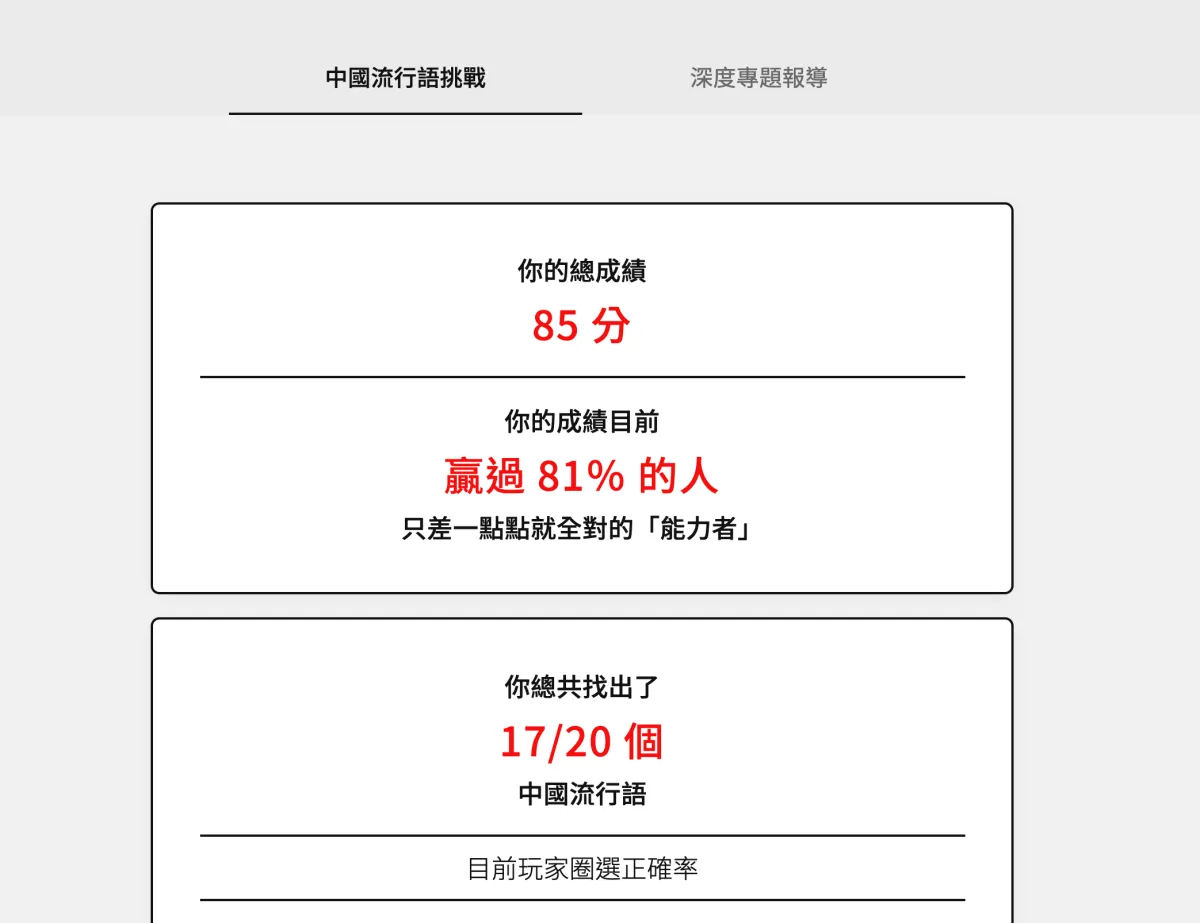 中國流行語挑戰
深度專題報導
你的總成績
85 分
你的成績目前
贏過 81% 的人
只差一點點就全對的「能力者」
你總共找出了
17/20 個
中國流行語
目前玩家圈選正確率